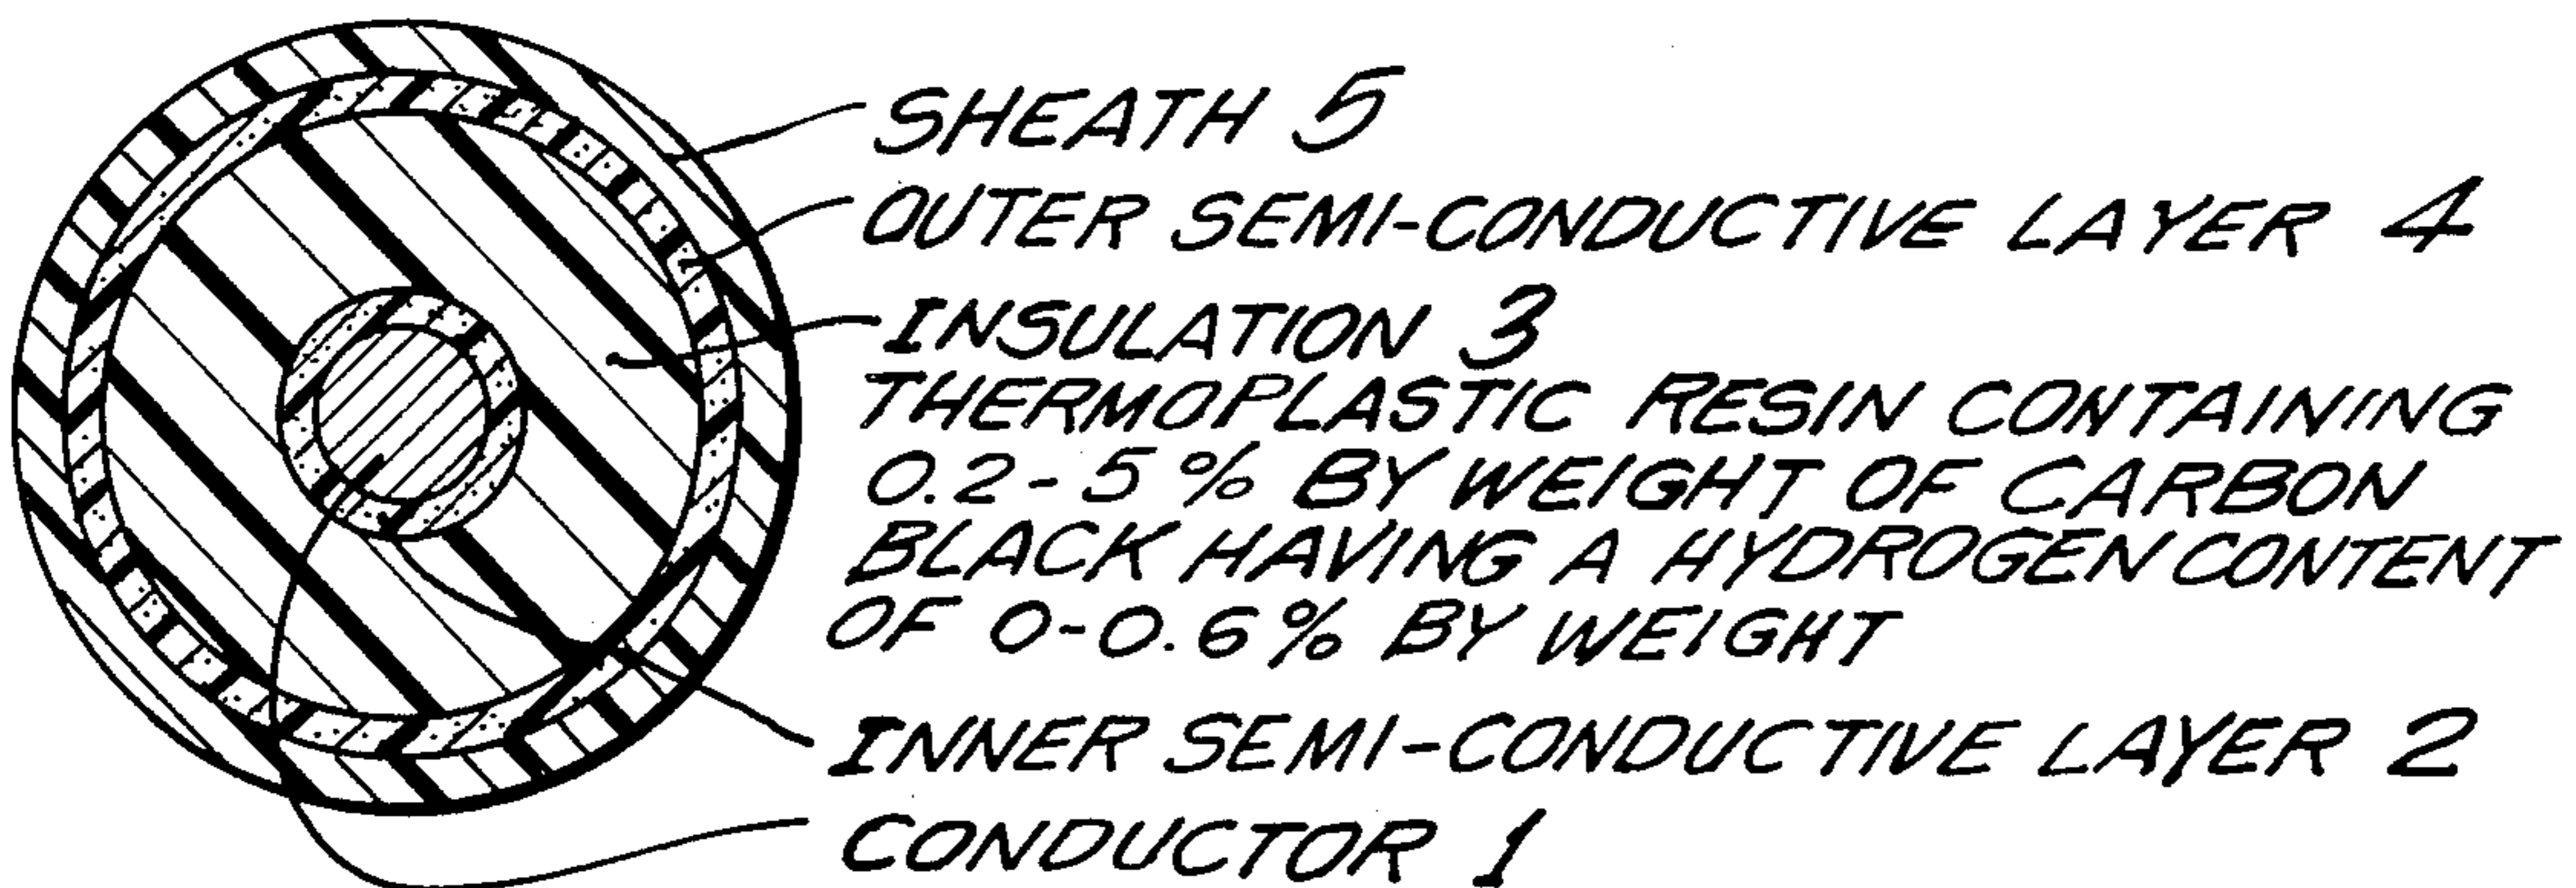 SHEATH 5
OUTER SEMI-CONDUCTIVE LAYER 4
INSULATION 3
THERMOPLASTIC RESIN CONTAINING
0.2-5% BY WEIGHT OF CARBON
BLACK HAVING A HYDROGEN CONTENT
OF 0-0.6% BY WEIGHT
INNER SEMI-CONDUCTIVE LAYER 2
CONDUCTOR 1